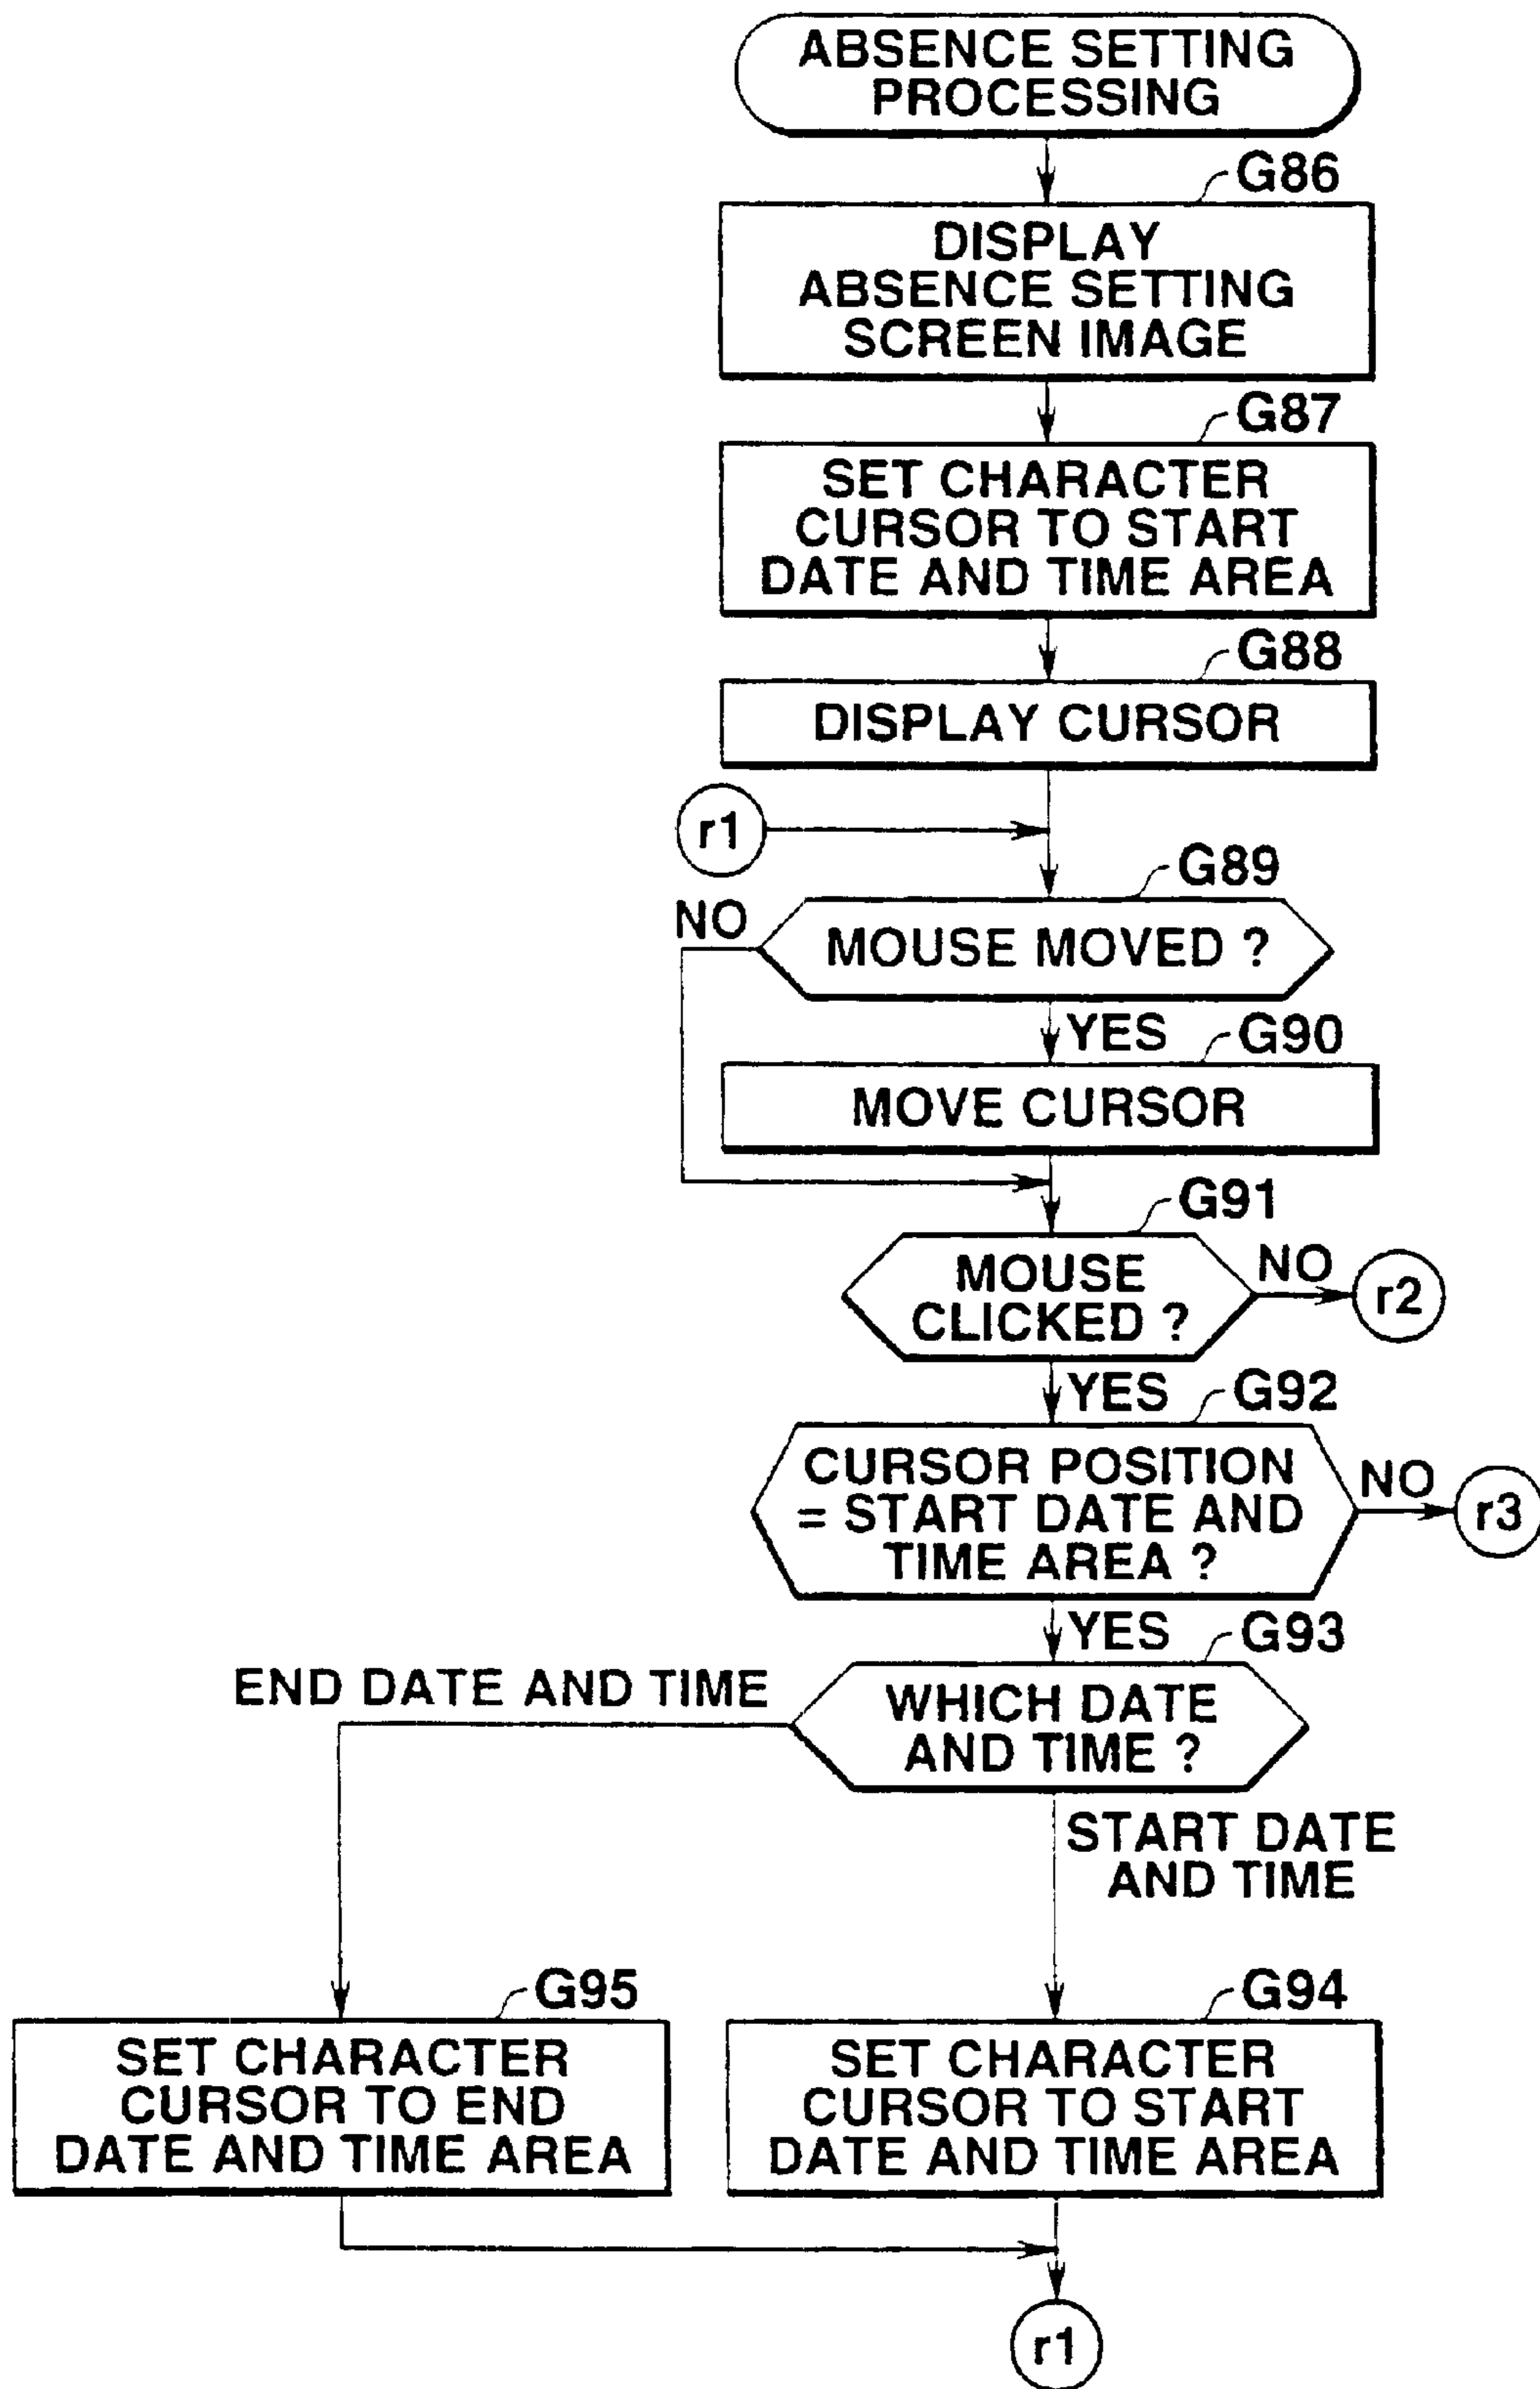 ABSENCE SETTING
PROCESSING
G86
DISPLAY
ABSENCE SETTING
SCREEN IMAGE
G87
SET CHARACTER
CURSOR TO START
DATE AND TIME AREA
G88
DISPLAY CURSOR
r1
G89
NO
MOUSE MOVED ?
YES
G90
MOVE CURSOR
G91
MOUSE
CLICKED ?
NO
r2
YES
G92
CURSOR POSITION
= START DATE AND
TIME AREA ?
NO
r3
YES
G93
END DATE AND TIME
WHICH DATE
AND TIME ?
START DATE
AND TIME
G95
SET CHARACTER
CURSOR TO END
DATE AND TIME AREA
G94
SET CHARACTER
CURSOR TO START
DATE AND TIME AREA
r1